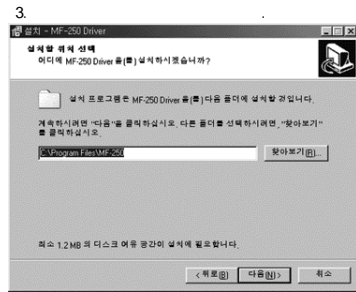 3. .
설치 - MF-250 Driver
설치할 위치 선택
어디에 MF-250 Driver 을(를) 설치하시겠습니까?
설치 프로그램은 MF-250 Driver 을(를) 다음 폴더에 설치할 것입니다.
계속하시려면 "다음"을 클릭하십시오. 다른 폴더를 선택하시려면, "찾아보기"
를 클릭하십시오.
C:\Program Files\MF-250
찾아보기(R)...
최소 1.2 MB 의 디스크 여유 공간이 설치에 필요합니다.
< 뒤로(B)
다음(N) >
취소